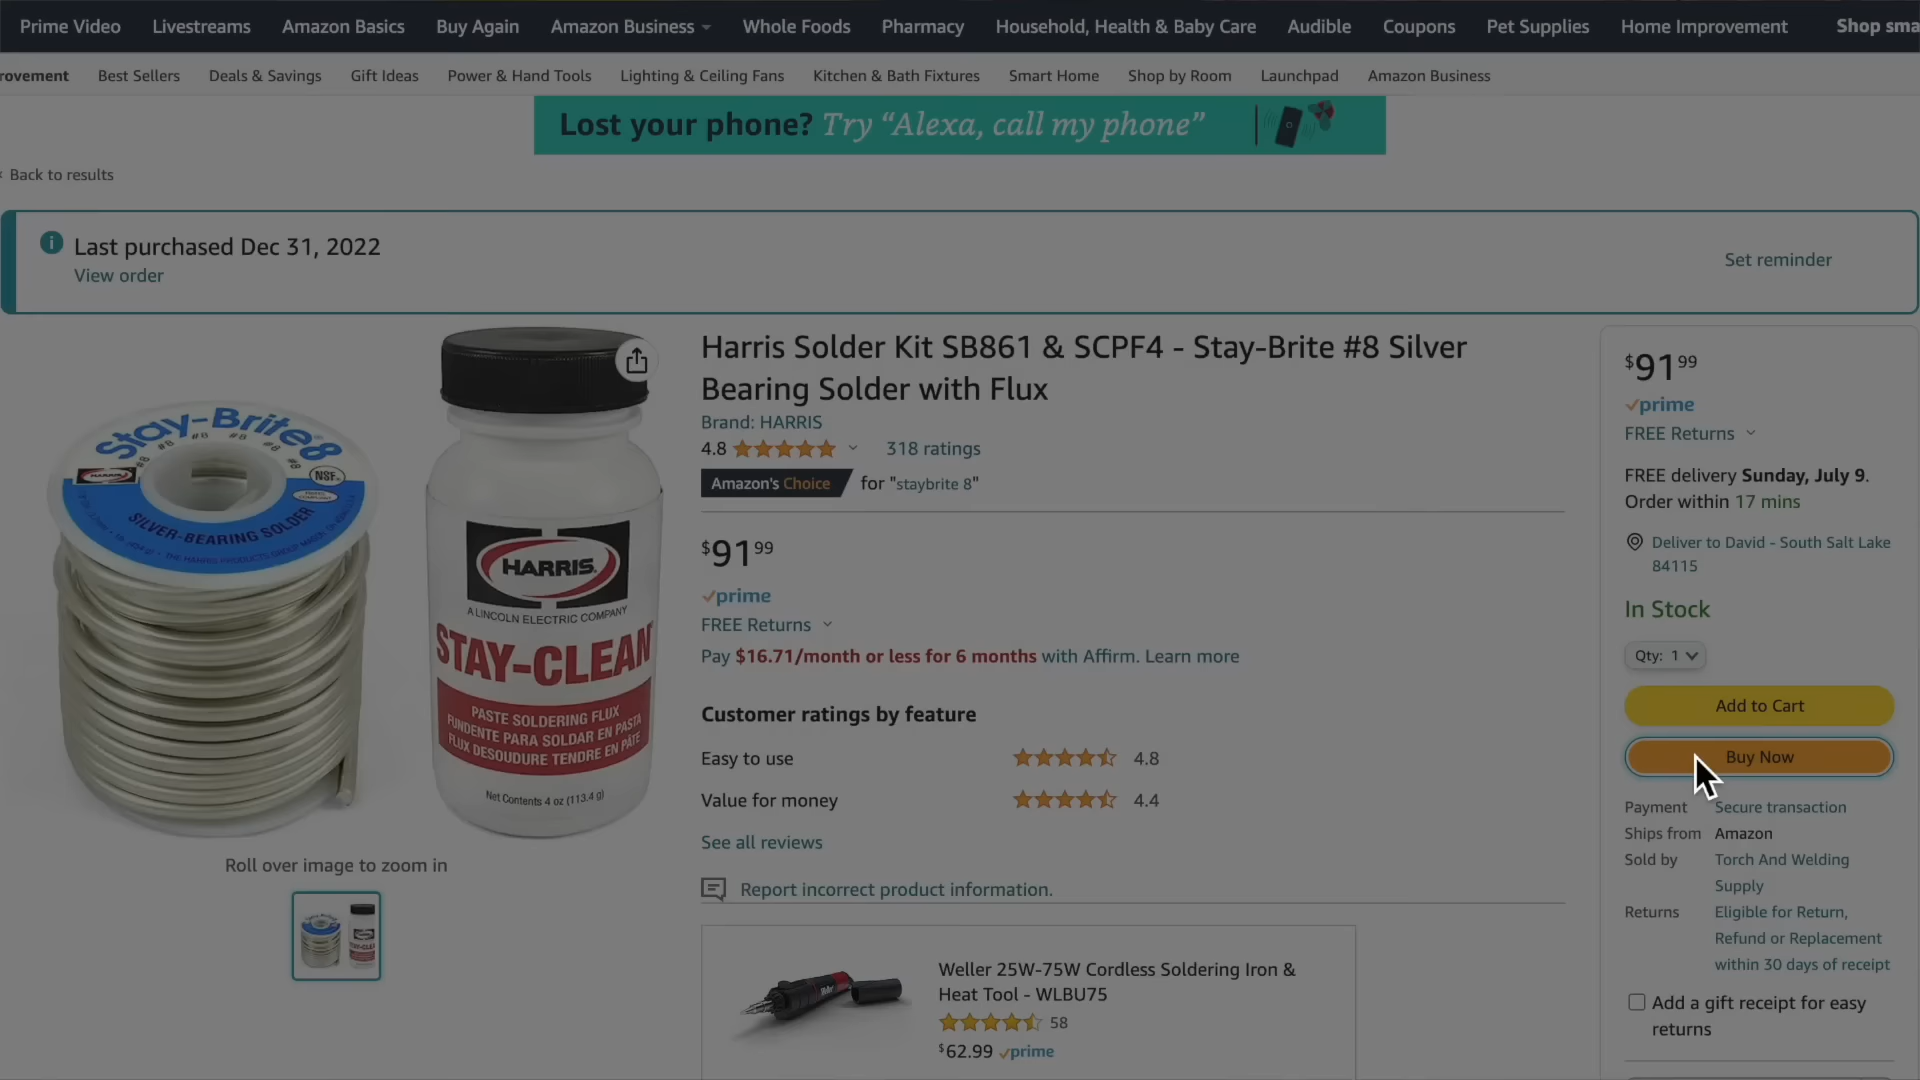 Prime Video Livestreams Amazon Basics Buy Again Amazon Business Whole Foods Pharmacy Household, Health & Baby Care Audible Coupons Pet Supplies Home Improvement Shop sma
rovement Best Sellers Deals & Savings Gift Ideas Power & Hand Tools Lighting & Ceiling Fans Kitchen & Bath Fixtures Smart Home Shop by Room Launchpad Amazon Business
Lost your phone? Try “Alexa, call my phone”
‹ Back to results
Last purchased Dec 31, 2022
View order
Set reminder
Stay-Brite 8
#8 #8 #8 #8 #8
HARRIS
NSF
SILVER-BEARING SOLDER
HARRIS
A LINCOLN ELECTRIC COMPANY
STAY-CLEAN
PASTE SOLDERING FLUX
FUNDENTE PARA SOLDAR EN PASTA
FLUX DESOUDURE TENDRE EN PÂTE
Net Contents 4 oz (113.4 g)
Roll over image to zoom in
Harris Solder Kit SB861 & SCPF4 - Stay-Brite #8 Silver
Bearing Solder with Flux
Brand: HARRIS
4.8 318 ratings
Amazon's Choice for "staybrite 8"
$91 99
prime
FREE Returns
Pay $16.71/month or less for 6 months with Affirm. Learn more
Customer ratings by feature
Easy to use 4.8
Value for money 4.4
See all reviews
Report incorrect product information.
Weller 25W-75W Cordless Soldering Iron &
Heat Tool - WLBU75
58
$62.99 prime
$91 99
prime
FREE Returns
FREE delivery Sunday, July 9.
Order within 17 mins
Deliver to David - South Salt Lake
84115
In Stock
Qty: 1
Add to Cart
Buy Now
Payment Secure transaction
Ships from Amazon
Sold by Torch And Welding
Supply
Returns Eligible for Return,
Refund or Replacement
within 30 days of receipt
Add a gift receipt for easy
returns